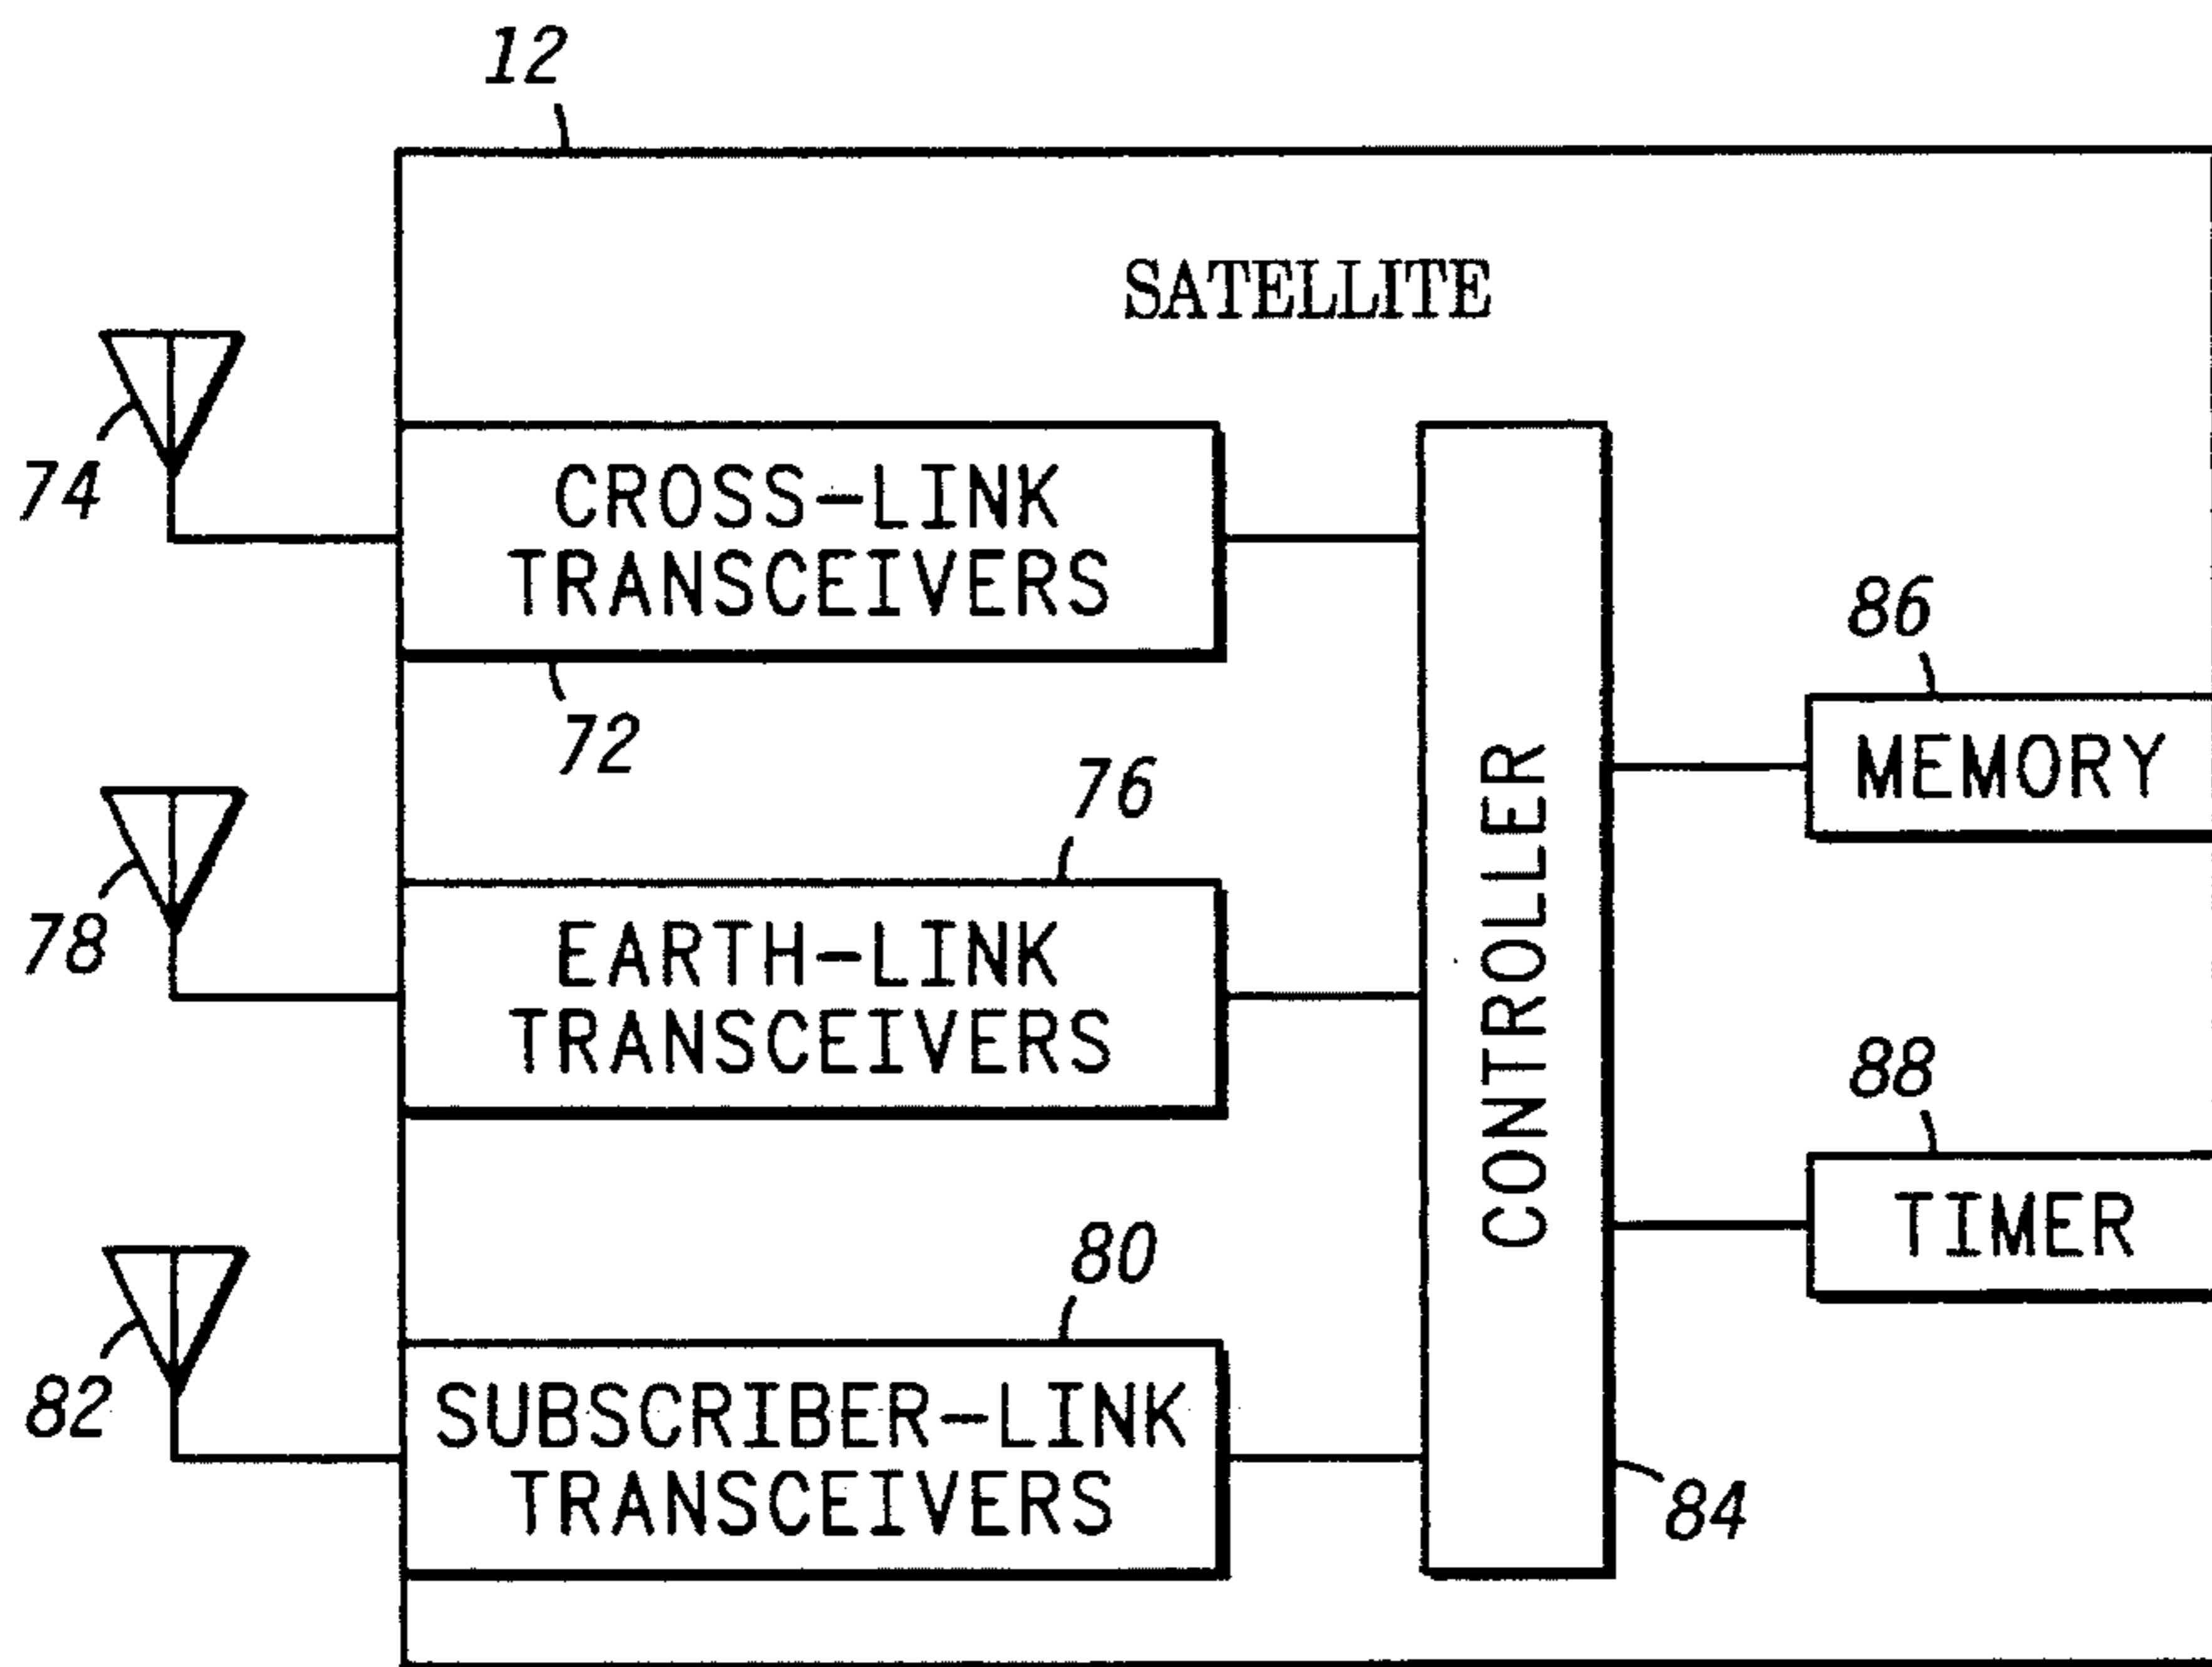 12
SATELLITE
74
CROSS-LINK
TRANSCEIVERS
72
86
MEMORY
78
76
EARTH-LINK
TRANSCEIVERS
CONTROLLER
88
TIMER
82
80
SUBSCRIBER-LINK
TRANSCEIVERS
84